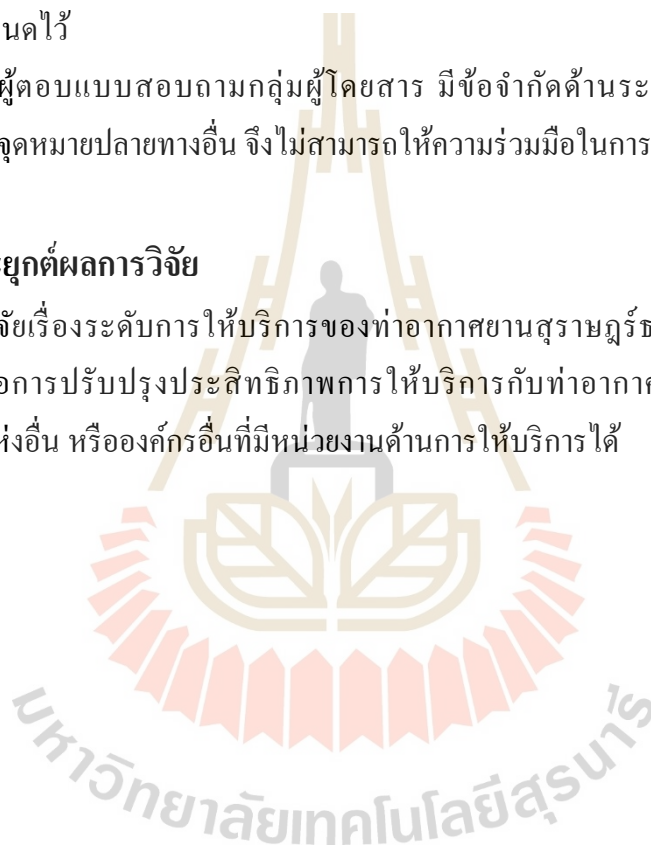 นดไว้
ผู้ตอบแบบสอบถามกลุ่มผู้โดยสาร มีข้อจำกัดด้านระ
จุดหมายปลายทางอื่น จึงไม่สามารถให้ความร่วมมือในการ
ะยุกต์ผลการวิจัย
จัยเรื่องระดับการให้บริการของท่าอากาศยานสุราษฎร์ธ
อการปรับปรุงประสิทธิภาพการให้บริการกับท่าอากาศ
ห่งอื่น หรือองค์กรอื่นที่มีหน่วยงานด้านการให้บริการได้
มหาวิทยาลัยเทคโนโลยีสุรนารี